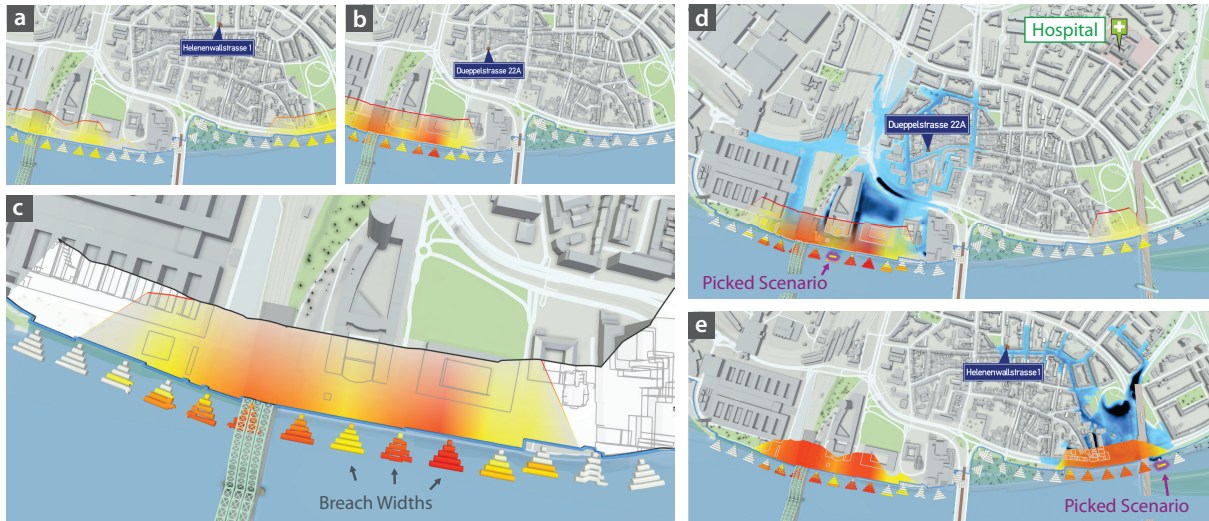 a
Helenenwallstrasse 1
b
Dueppelstrasse 22A
c
Breach Widths
d
Hospital
Dueppelstrasse 22A
Picked Scenario
e
Helenenwallstrasse1
Picked Scenario